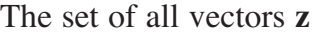 The set of all vectors z